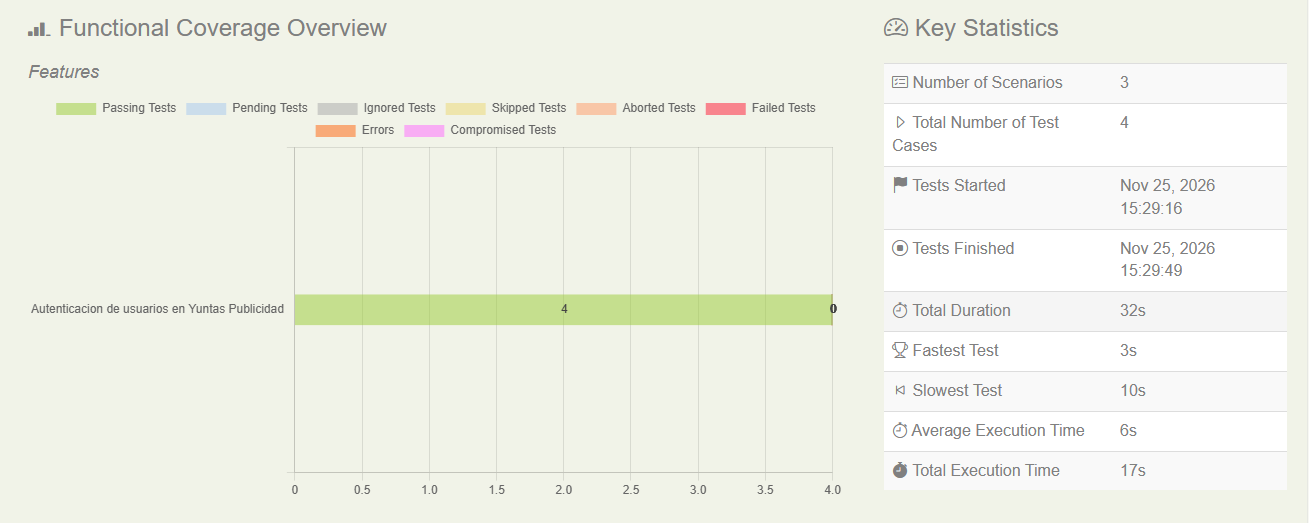 Functional Coverage Overview
Features
Passing Tests Pending Tests Ignored Tests Skipped Tests Aborted Tests Failed Tests
Errors Compromised Tests
Autenticacion de usuarios en Yuntas Publicidad
4
0
0 0.5 1.0 1.5 2.0 2.5 3.0 3.5 4.0
Key Statistics
Number of Scenarios 3
Total Number of Test 4
Cases
Tests Started Nov 25, 2026
15:29:16
Tests Finished Nov 25, 2026
15:29:49
Total Duration 32s
Fastest Test 3s
Slowest Test 10s
Average Execution Time 6s
Total Execution Time 17s